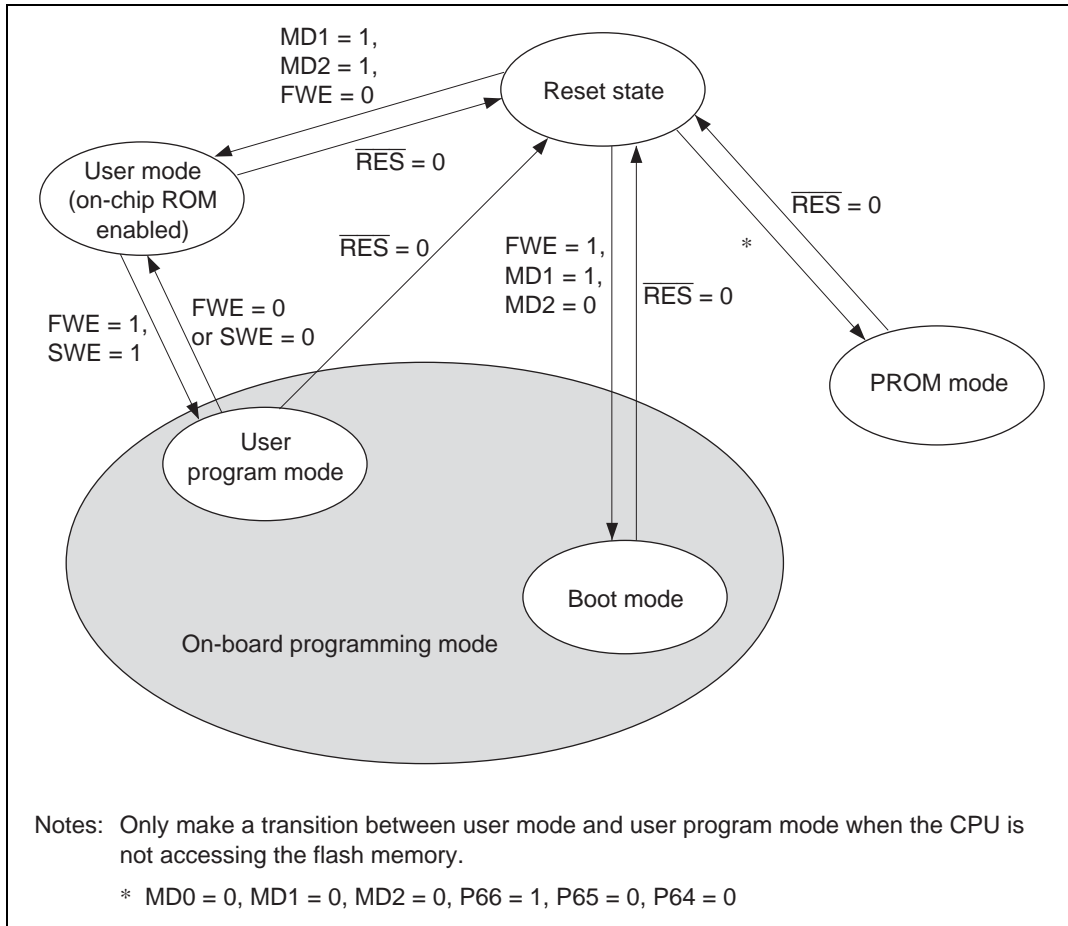 MD1 = 1,
MD2 = 1,
FWE = 0
Reset state
R̅E̅S̅ = 0
User mode
(on-chip ROM
enabled)
R̅E̅S̅ = 0
R̅E̅S̅ = 0
*
FWE = 1,
MD1 = 1,
MD2 = 0
R̅E̅S̅ = 0
FWE = 1,
SWE = 1
FWE = 0
or SWE = 0
PROM mode
User
program mode
Boot mode
On-board programming mode
Notes: Only make a transition between user mode and user program mode when the CPU is
not accessing the flash memory.
* MD0 = 0, MD1 = 0, MD2 = 0, P66 = 1, P65 = 0, P64 = 0